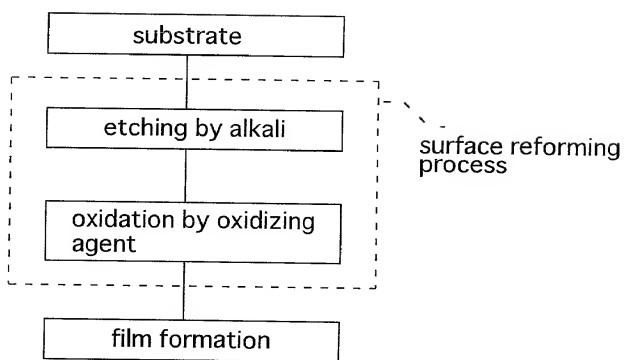 substrate
etching by alkali
surface reforming
process
oxidation by oxidizing
agent
film formation